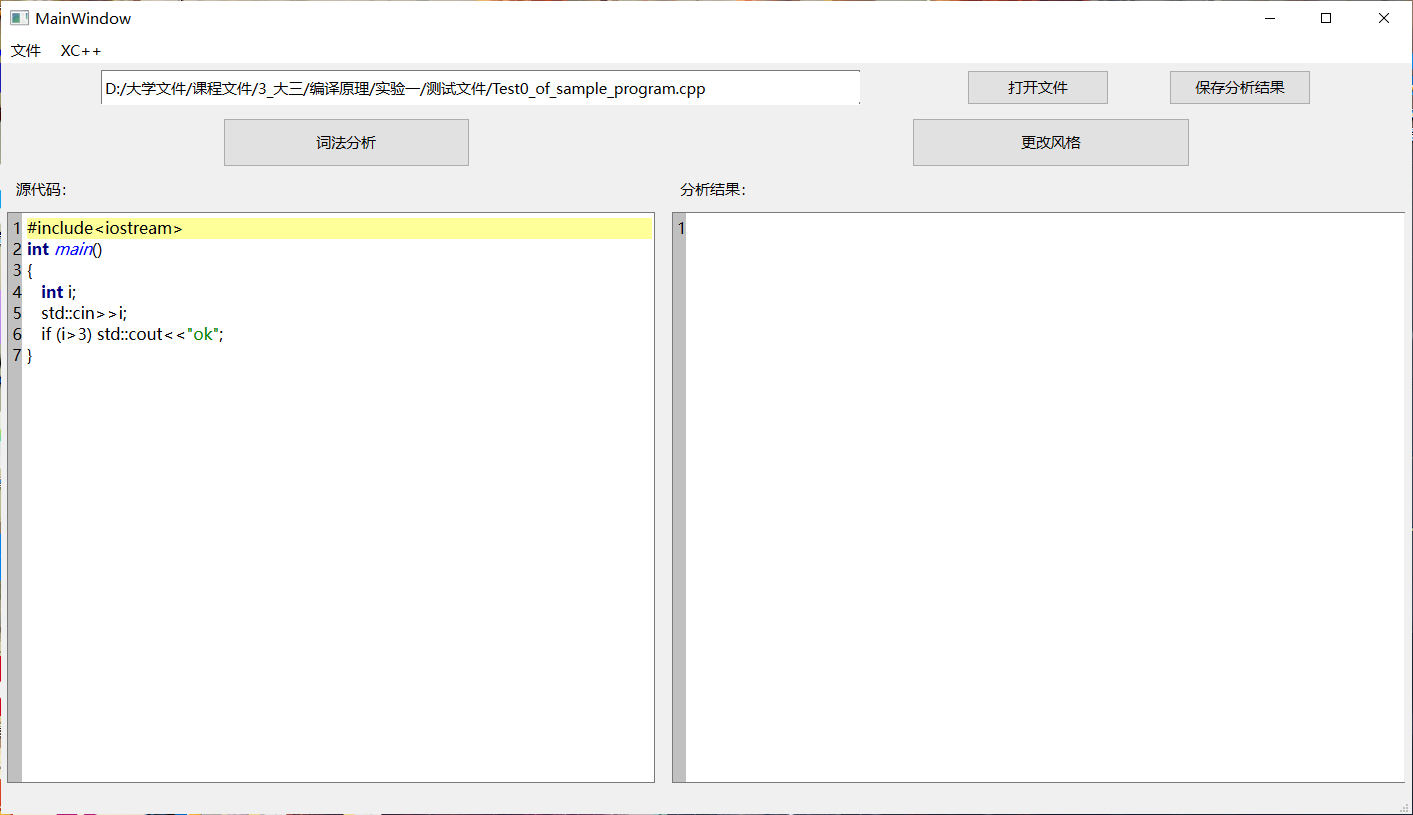 MainWindow
文件 XC++
D:/大学文件/课程文件/3_大三/编译原理/实验一/测试文件/Test0_of_sample_program.cpp 打开文件 保存分析结果
词法分析 更改风格
源代码: 分析结果:
1 #include<iostream> 1
2 int main()
3 {
4 int i;
5 std::cin>>i;
6 if (i>3) std::cout<<"ok";
7 }